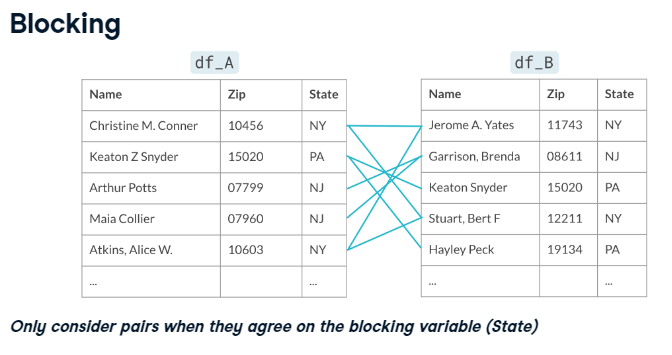 Blocking
df_A df_B
Name Zip State Name Zip State
Christine M. Conner 10456 NY Jerome A. Yates 11743 NY
Keaton Z Snyder 15020 PA Garrison, Brenda 08611 NJ
Arthur Potts 07799 NJ Keaton Snyder 15020 PA
Maia Collier 07960 NJ Stuart, Bert F 12211 NY
Atkins, Alice W. 10603 NY Hayley Peck 19134 PA
... ... ... ...
Only consider pairs when they agree on the blocking variable (State)